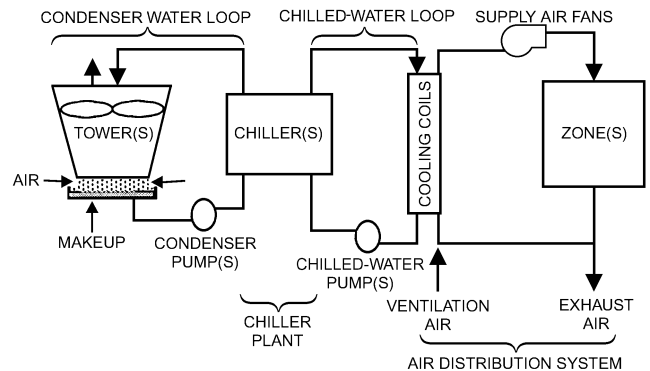 CONDENSER WATER LOOP
CHILLED-WATER LOOP
SUPPLY AIR FANS
TOWER(S)
CHILLER(S)
COOLING COILS
ZONE(S)
AIR
MAKEUP
CONDENSER
PUMP(S)
CHILLED-WATER
PUMP(S)
VENTILATION
AIR
EXHAUST
AIR
CHILLER
PLANT
AIR DISTRIBUTION SYSTEM